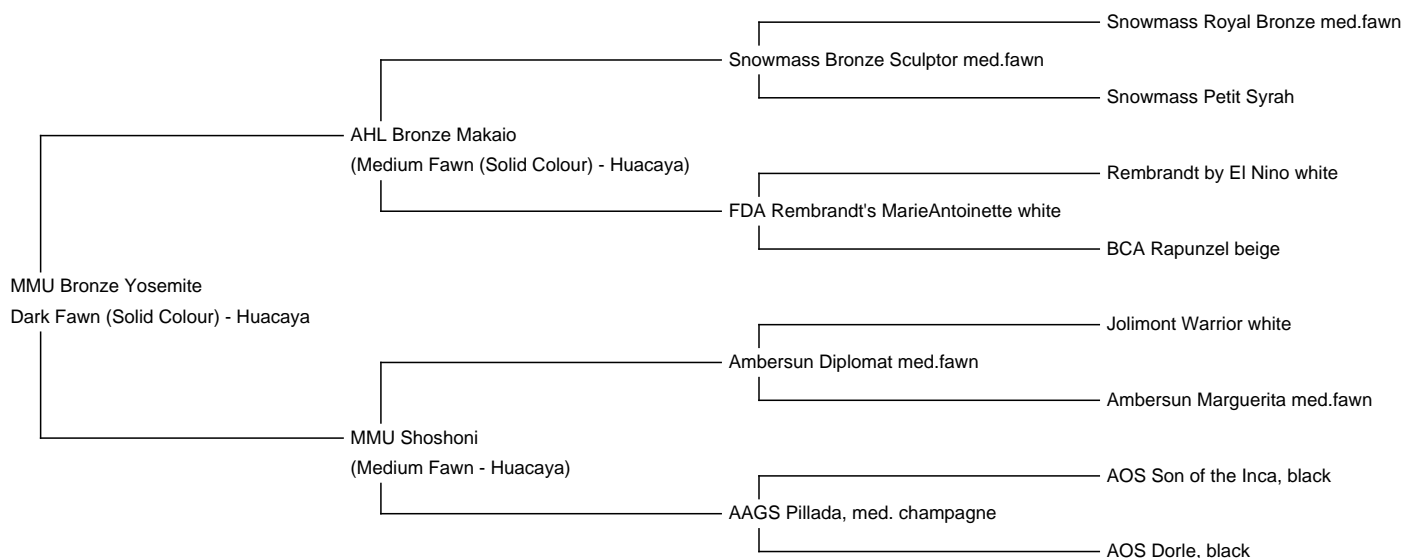 Snowmass Royal Bronze med.fawn
Snowmass Bronze Sculptor med.fawn
Snowmass Petit Syrah
AHL Bronze Makaio
(Medium Fawn (Solid Colour) - Huacaya)
Rembrandt by El Nino white
FDA Rembrandt's MarieAntoinette white
BCA Rapunzel beige
MMU Bronze Yosemite
Dark Fawn (Solid Colour) - Huacaya
Jolimont Warrior white
Ambersun Diplomat med.fawn
Ambersun Marguerita med.fawn
MMU Shoshoni
(Medium Fawn - Huacaya)
AOS Son of the Inca, black
AAGS Pillada, med. champagne
AOS Dorle, black